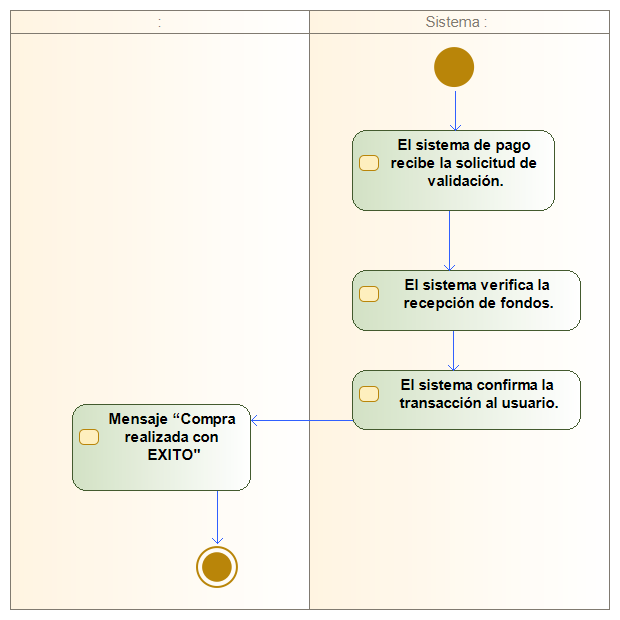 :
Sistema :
El sistema de pago
recibe la solicitud de
validación.
El sistema verifica la
recepción de fondos.
El sistema confirma la
transacción al usuario.
Mensaje “Compra
realizada con
EXITO"